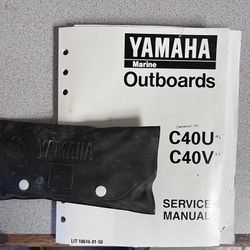 YAMAHA
Marine
Outboards
C40U
C40V
SERVICE
MANUAL
LIT-18616-01-50
YAMAHA